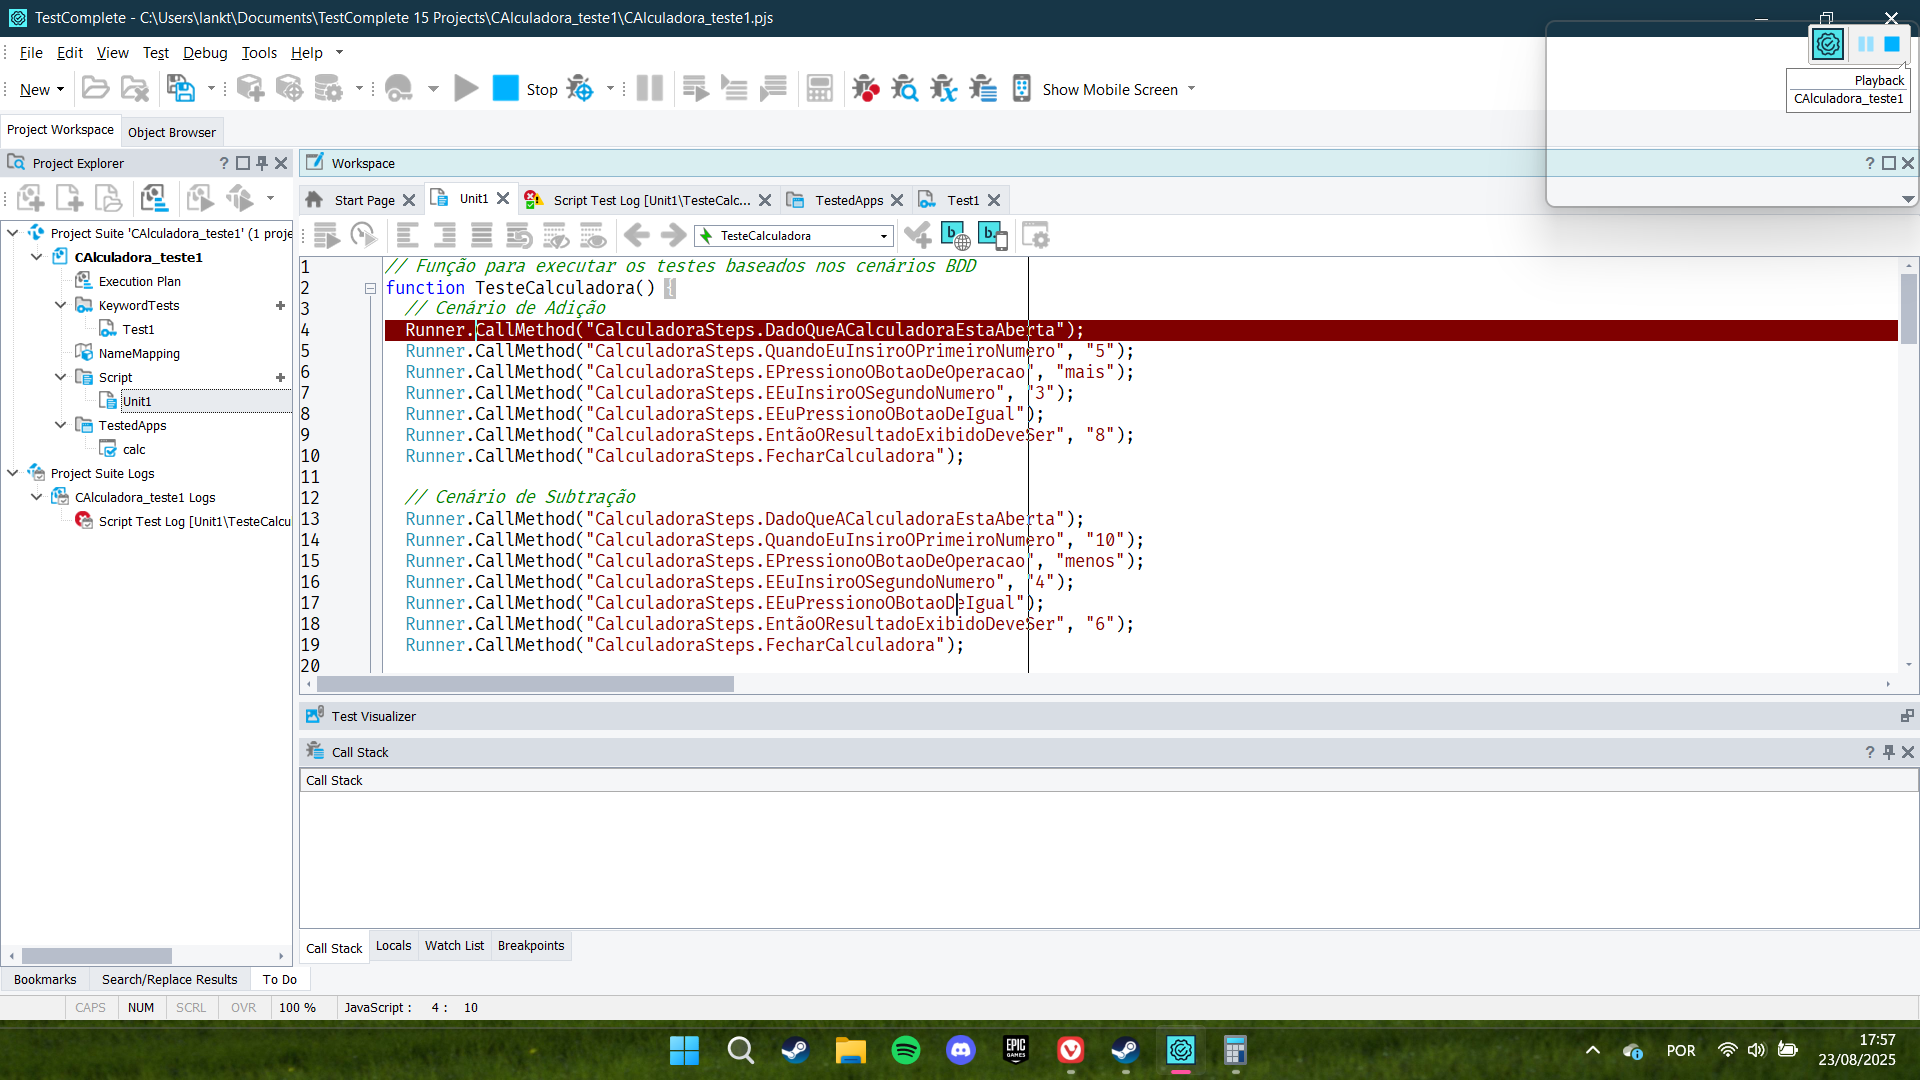 TestComplete - C:\Users\lankt\Documents\TestComplete 15 Projects\CAlculadora_teste1\CAlculadora_teste1.pjs
File Edit View Test Debug Tools Help
New Stop Show Mobile Screen
Playback
CAlculadora_teste1
Project Workspace Object Browser
Project Explorer
Workspace
Start Page Unit1 Script Test Log [Unit1\TesteCalc... TestedApps Test1
TesteCalculadora
Project Suite 'CAlculadora_teste1' (1 proje
CAlculadora_teste1
Execution Plan
KeywordTests
Test1
NameMapping
Script
Unit1
TestedApps
calc
Project Suite Logs
CAlculadora_teste1 Logs
Script Test Log [Unit1\TesteCalcu
1 // Função para executar os testes baseados nos cenários BDD
2 function TesteCalculadora() {
3 // Cenário de Adição
4 Runner.CallMethod("CalculadoraSteps.DadoQueACalculadoraEstaAberta");
5 Runner.CallMethod("CalculadoraSteps.QuandoEuInsiroOPrimeiroNumero", "5");
6 Runner.CallMethod("CalculadoraSteps.EPressionoOBotaoDeOperacao", "mais");
7 Runner.CallMethod("CalculadoraSteps.EEuInsiroOSegundoNumero", "3");
8 Runner.CallMethod("CalculadoraSteps.EEuPressionoOBotaoDeIgual");
9 Runner.CallMethod("CalculadoraSteps.EntãoOResultadoExibidoDeveSer", "8");
10 Runner.CallMethod("CalculadoraSteps.FecharCalculadora");
11
12 // Cenário de Subtração
13 Runner.CallMethod("CalculadoraSteps.DadoQueACalculadoraEstaAberta");
14 Runner.CallMethod("CalculadoraSteps.QuandoEuInsiroOPrimeiroNumero", "10");
15 Runner.CallMethod("CalculadoraSteps.EPressionoOBotaoDeOperacao", "menos");
16 Runner.CallMethod("CalculadoraSteps.EEuInsiroOSegundoNumero", "4");
17 Runner.CallMethod("CalculadoraSteps.EEuPressionoOBotaoDeIgual");
18 Runner.CallMethod("CalculadoraSteps.EntãoOResultadoExibidoDeveSer", "6");
19 Runner.CallMethod("CalculadoraSteps.FecharCalculadora");
20
Test Visualizer
Call Stack
Call Stack
Call Stack Locals Watch List Breakpoints
Bookmarks Search/Replace Results To Do
CAPS NUM SCRL OVR 100 % JavaScript : 4 : 10
EPIC GAMES
POR
17:57
23/08/2025